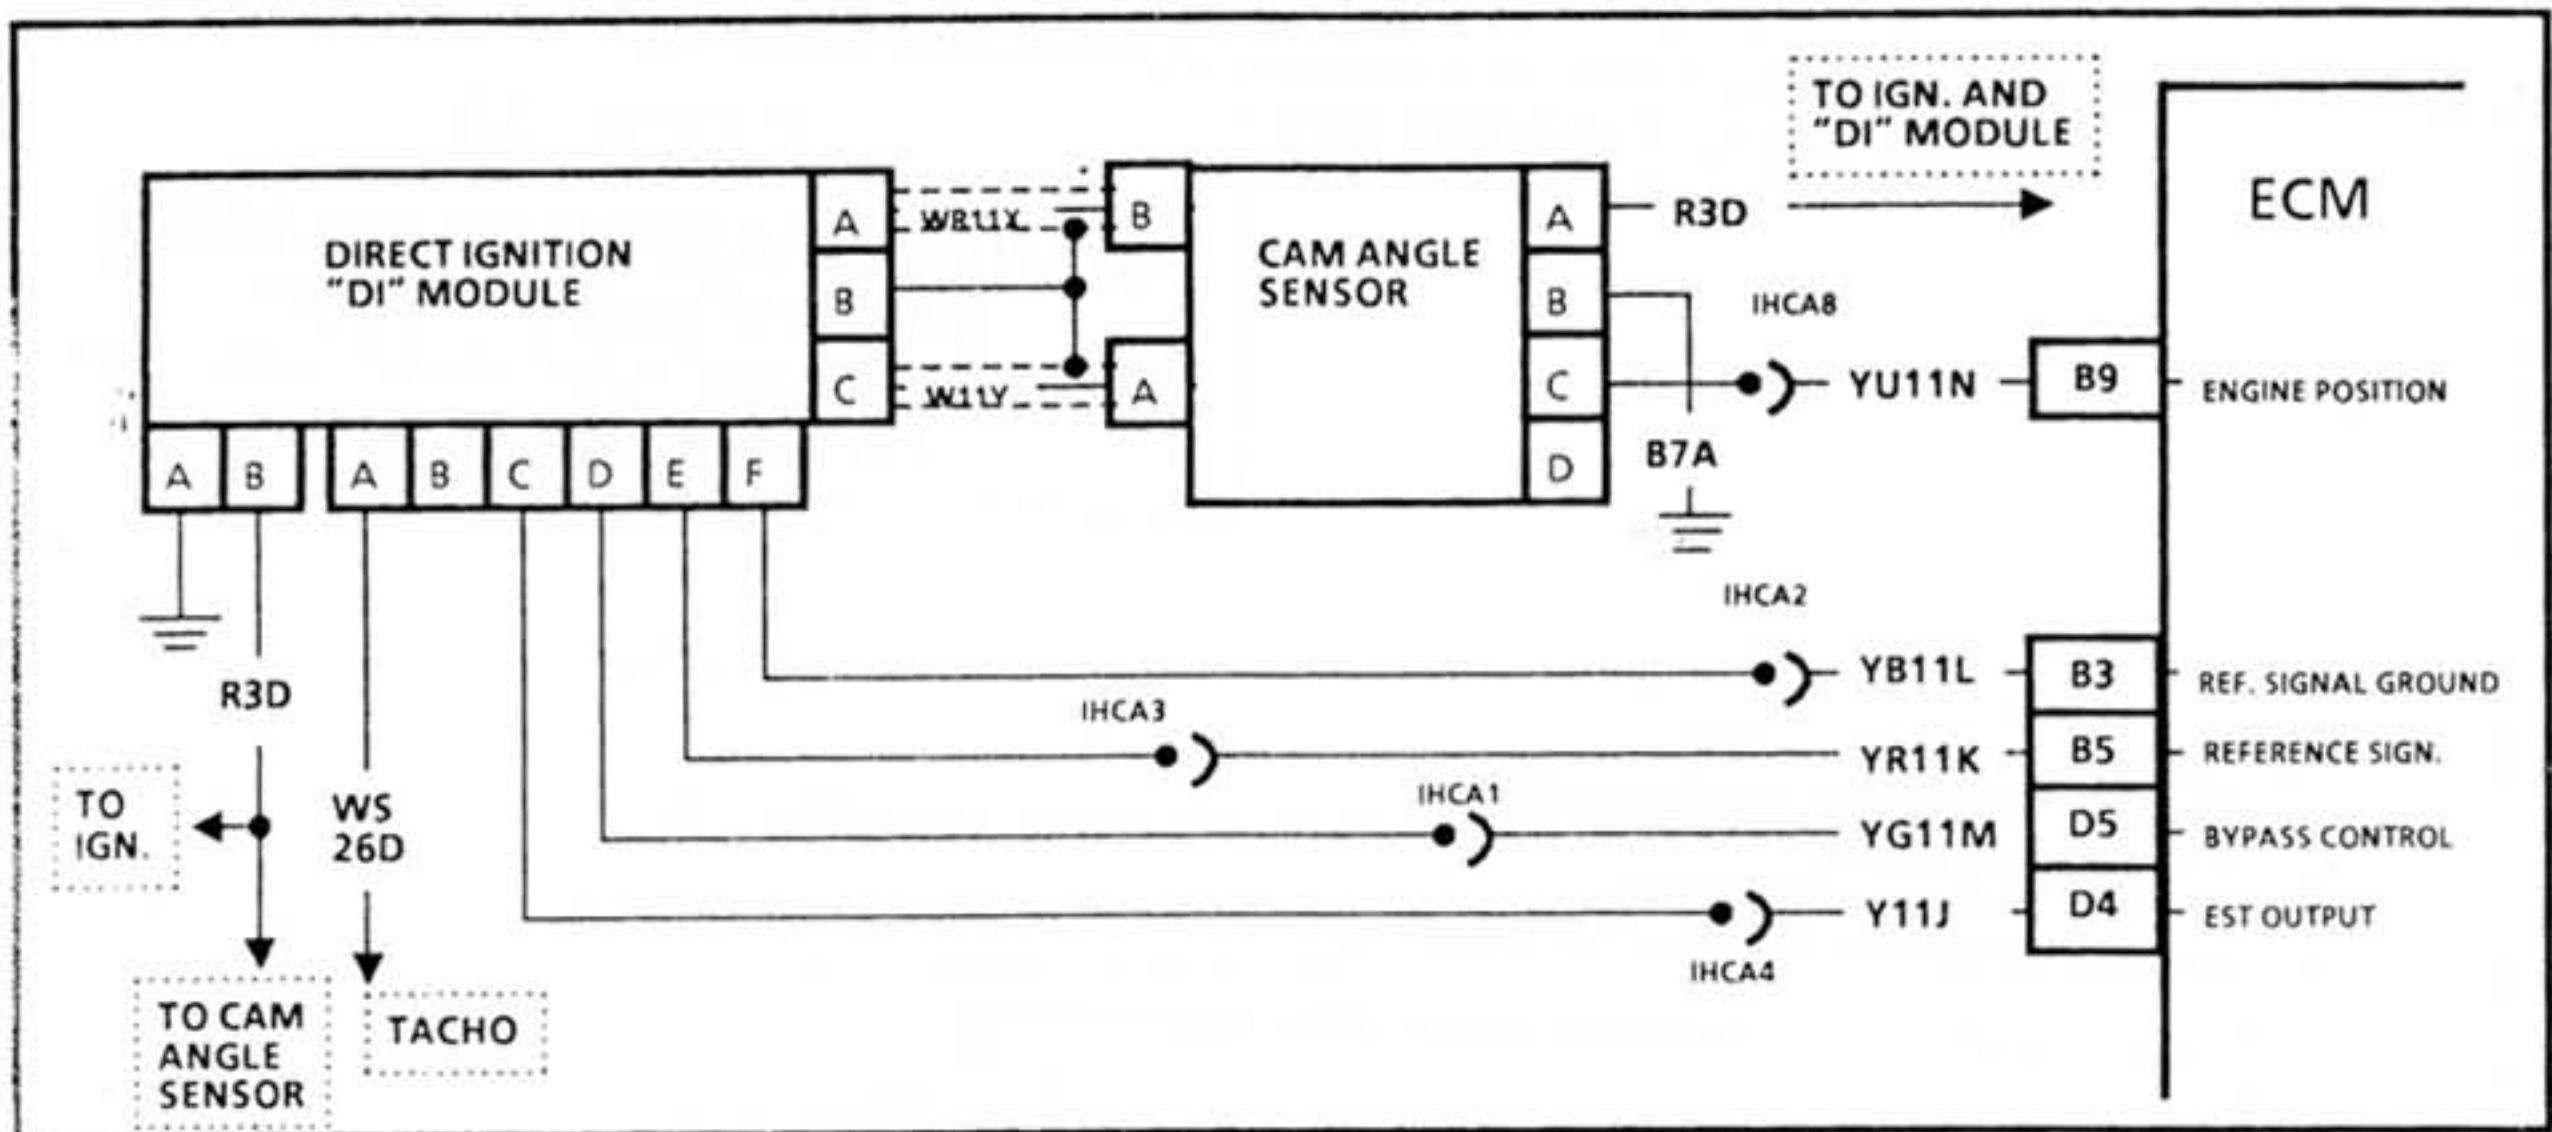 TO IGN. AND
"DI" MODULE
ECM
DIRECT IGNITION
"DI" MODULE
A
B
C
WR11X
W11Y
B
A
CAM ANGLE
SENSOR
A
B
C
D
R3D
B7A
IHCA8
YU11N
B9
ENGINE POSITION
A
B
A
B
C
D
E
F
IHCA2
YB11L
B3
REF. SIGNAL GROUND
IHCA3
YR11K
B5
REFERENCE SIGN.
IHCA1
YG11M
D5
BYPASS CONTROL
Y11J
D4
EST OUTPUT
IHCA4
R3D
TO
IGN.
WS
26D
TO CAM
ANGLE
SENSOR
TACHO